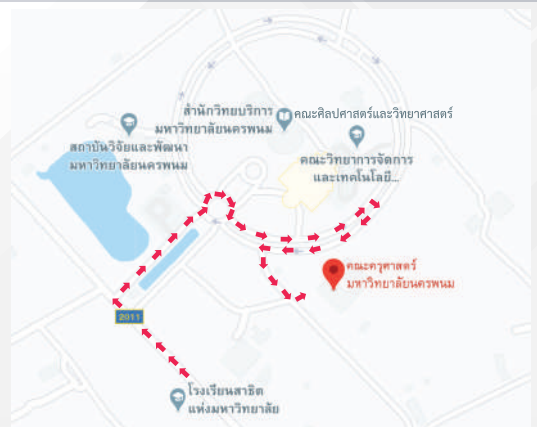 สำนักวิทยบริการ
มหาวิทยาลัยนครพนม
คณะศิลปศาสตร์และวิทยาศาสตร์
สถาบันวิจัยและพัฒนา
มหาวิทยาลัยนครพนม
คณะวิทยาการจัดการ
และเทคโนโลยี...
คณะครุศาสตร์
มหาวิทยาลัยนครพนม
2011
โรงเรียนสาธิต
แห่งมหาวิทยาลัย